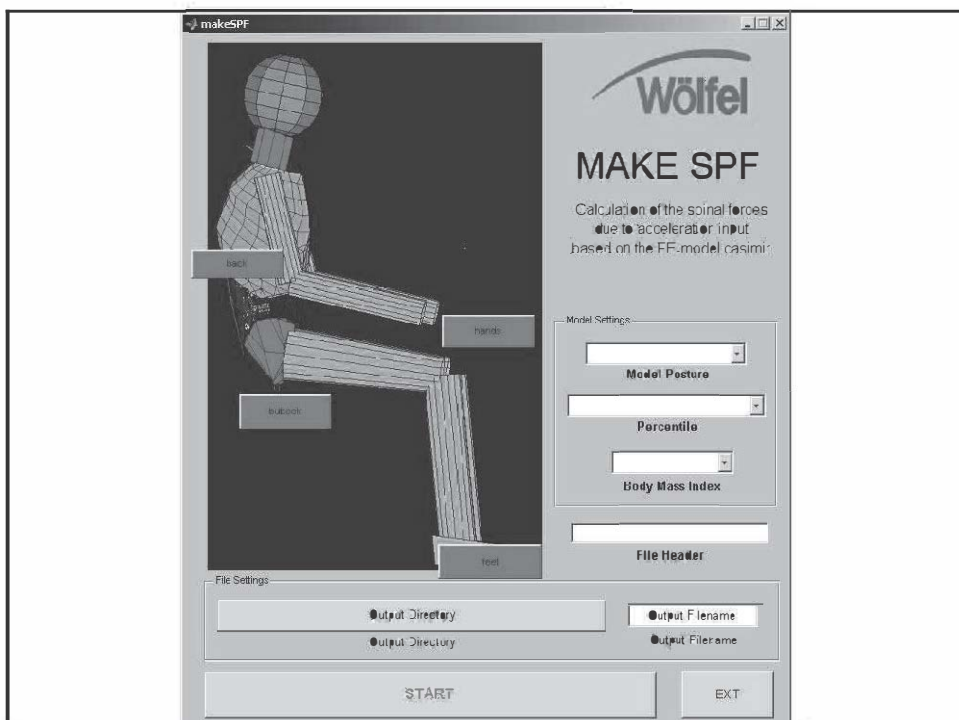 makeSPF
Wölfel
MAKE SPF
Calculation of the spinal forces
due to acceleration input
based on the FE-model casimir
back
hands
buttock
feet
Model Settings
Model Posture
Percentile
Body Mass Index
File Header
File Settings
Output Directory
Output Filename
Output Directory
Output Filename
START
EXIT